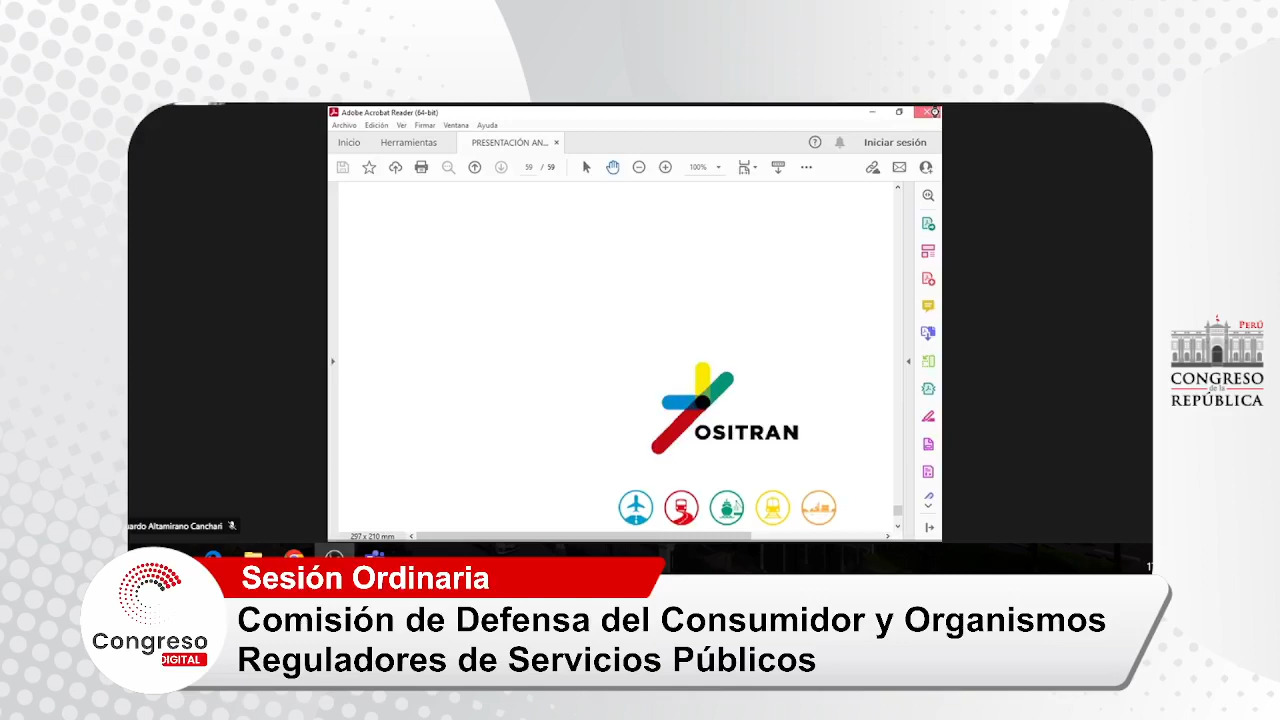 Adobe Acrobat Reader (64-bit)
Archivo Edición Ver Firmar Ventana Ayuda
Inicio Herramientas PRESENTACIÓN AN... × Iniciar sesión
59 / 59 100%
OSITRAN
297 x 210 mm
uardo Altamirano Canchari
PERÚ
CONGRESO
de la
REPÚBLICA
Sesión Ordinaria
Comisión de Defensa del Consumidor y Organismos
Reguladores de Servicios Públicos
Congreso
DIGITAL